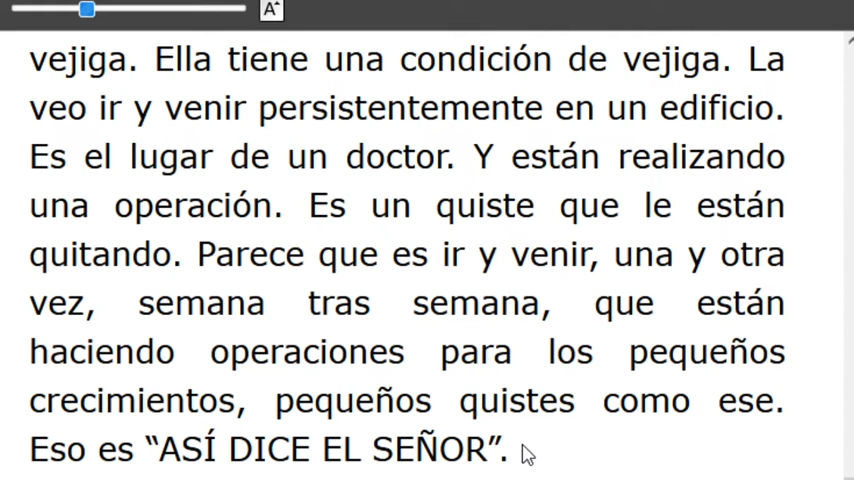 A
vejiga. Ella tiene una condición de vejiga. La
veo ir y venir persistentemente en un edificio.
Es el lugar de un doctor. Y están realizando
una operación. Es un quiste que le están
quitando. Parece que es ir y venir, una y otra
vez, semana tras semana, que están
haciendo operaciones para los pequeños
crecimientos, pequeños quistes como ese.
Eso es “ASÍ DICE EL SEÑOR”.